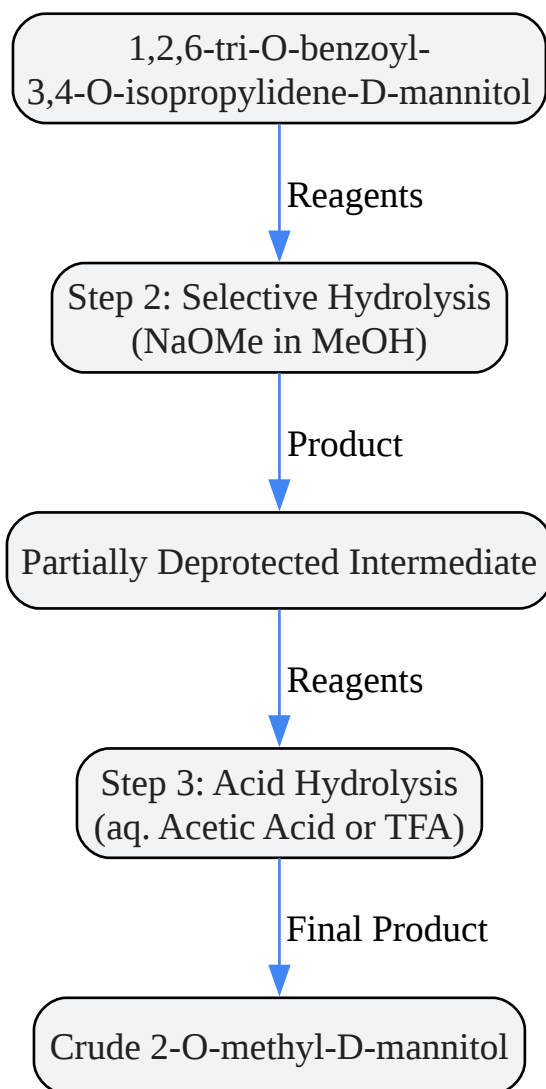 1,2,6-tri-O-benzoyl-
3,4-O-isopropylidene-D-mannitol
Reagents
Step 2: Selective Hydrolysis
(NaOMe in MeOH)
Product
Partially Deprotected Intermediate
Reagents
Step 3: Acid Hydrolysis
(aq. Acetic Acid or TFA)
Final Product
Crude 2-O-methyl-D-mannitol